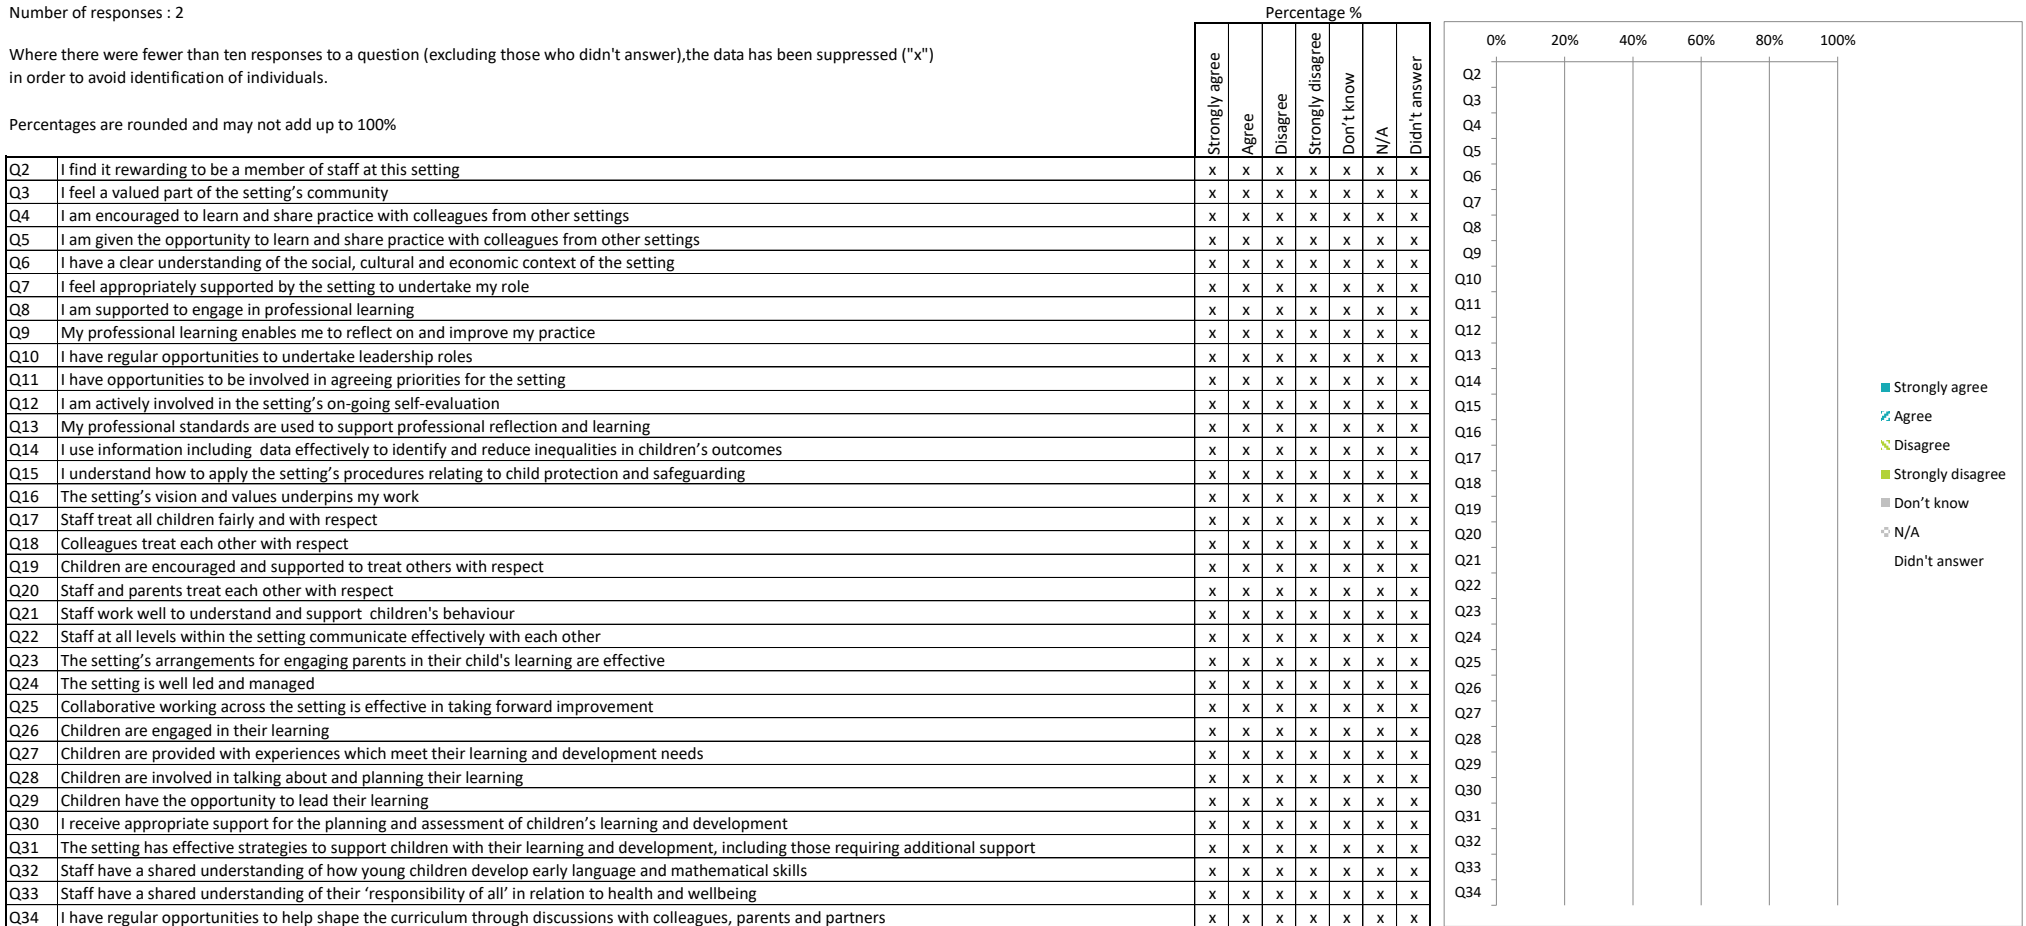 Number of responses : 2
Where there were fewer than ten responses to a question (excluding those who didn't answer),the data has been suppressed ("x")
in order to avoid identification of individuals.
Percentages are rounded and may not add up to 100%
Percentage %
Strongly agree
Agree
Disagree
Strongly disagree
Don't know
N/A
Didn't answer
Q2 I find it rewarding to be a member of staff at this setting x x x x x x x
Q3 I feel a valued part of the setting's community x x x x x x x
Q4 I am encouraged to learn and share practice with colleagues from other settings x x x x x x x
Q5 I am given the opportunity to learn and share practice with colleagues from other settings x x x x x x x
Q6 I have a clear understanding of the social, cultural and economic context of the setting x x x x x x x
Q7 I feel appropriately supported by the setting to undertake my role x x x x x x x
Q8 I am supported to engage in professional learning x x x x x x x
Q9 My professional learning enables me to reflect on and improve my practice x x x x x x x
Q10 I have regular opportunities to undertake leadership roles x x x x x x x
Q11 I have opportunities to be involved in agreeing priorities for the setting x x x x x x x
Q12 I am actively involved in the setting's on-going self-evaluation x x x x x x x
Q13 My professional standards are used to support professional reflection and learning x x x x x x x
Q14 I use information including  data effectively to identify and reduce inequalities in children's outcomes x x x x x x x
Q15 I understand how to apply the setting's procedures relating to child protection and safeguarding x x x x x x x
Q16 The setting's vision and values underpins my work x x x x x x x
Q17 Staff treat all children fairly and with respect x x x x x x x
Q18 Colleagues treat each other with respect x x x x x x x
Q19 Children are encouraged and supported to treat others with respect x x x x x x x
Q20 Staff and parents treat each other with respect x x x x x x x
Q21 Staff work well to understand and support  children's behaviour x x x x x x x
Q22 Staff at all levels within the setting communicate effectively with each other x x x x x x x
Q23 The setting's arrangements for engaging parents in their child's learning are effective x x x x x x x
Q24 The setting is well led and managed x x x x x x x
Q25 Collaborative working across the setting is effective in taking forward improvement x x x x x x x
Q26 Children are engaged in their learning x x x x x x x
Q27 Children are provided with experiences which meet their learning and development needs x x x x x x x
Q28 Children are involved in talking about and planning their learning x x x x x x x
Q29 Children have the opportunity to lead their learning x x x x x x x
Q30 I receive appropriate support for the planning and assessment of children's learning and development x x x x x x x
Q31 The setting has effective strategies to support children with their learning and development, including those requiring additional support x x x x x x x
Q32 Staff have a shared understanding of how young children develop early language and mathematical skills x x x x x x x
Q33 Staff have a shared understanding of their 'responsibility of all' in relation to health and wellbeing x x x x x x x
Q34 I have regular opportunities to help shape the curriculum through discussions with colleagues, parents and partners x x x x x x x
0% 20% 40% 60% 80% 100%
Q2
Q3
Q4
Q5
Q6
Q7
Q8
Q9
Q10
Q11
Q12
Q13
Q14
Q15
Q16
Q17
Q18
Q19
Q20
Q21
Q22
Q23
Q24
Q25
Q26
Q27
Q28
Q29
Q30
Q31
Q32
Q33
Q34
Strongly agree
Agree
Disagree
Strongly disagree
Don't know
N/A
Didn't answer